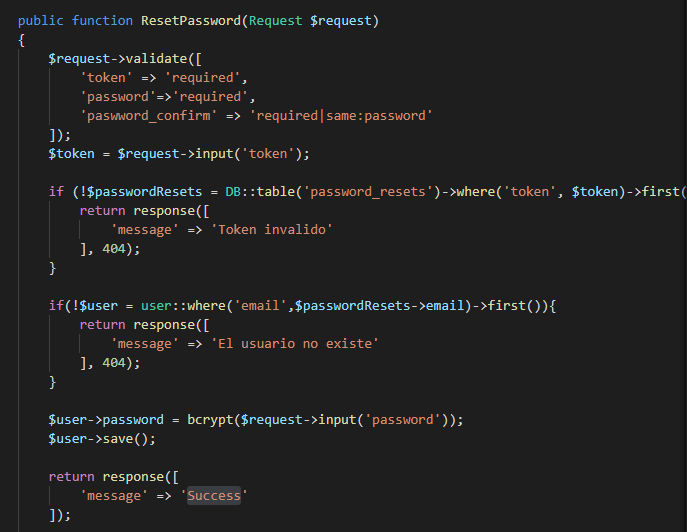 public function ResetPassword(Request $request)
{
$request->validate([
'token' => 'required',
'password'=>'required',
'paswword_confirm' => 'required|same:password'
]);
$token = $request->input('token');
if (!$passwordResets = DB::table('password_resets')->where('token', $token)->first(
return response([
'message' => 'Token invalido'
], 404);
}
if(!$user = user::where('email',$passwordResets->email)->first()){
return response([
'message' => 'El usuario no existe'
], 404);
}
$user->password = bcrypt($request->input('password'));
$user->save();
return response([
'message' => 'Success'
]);